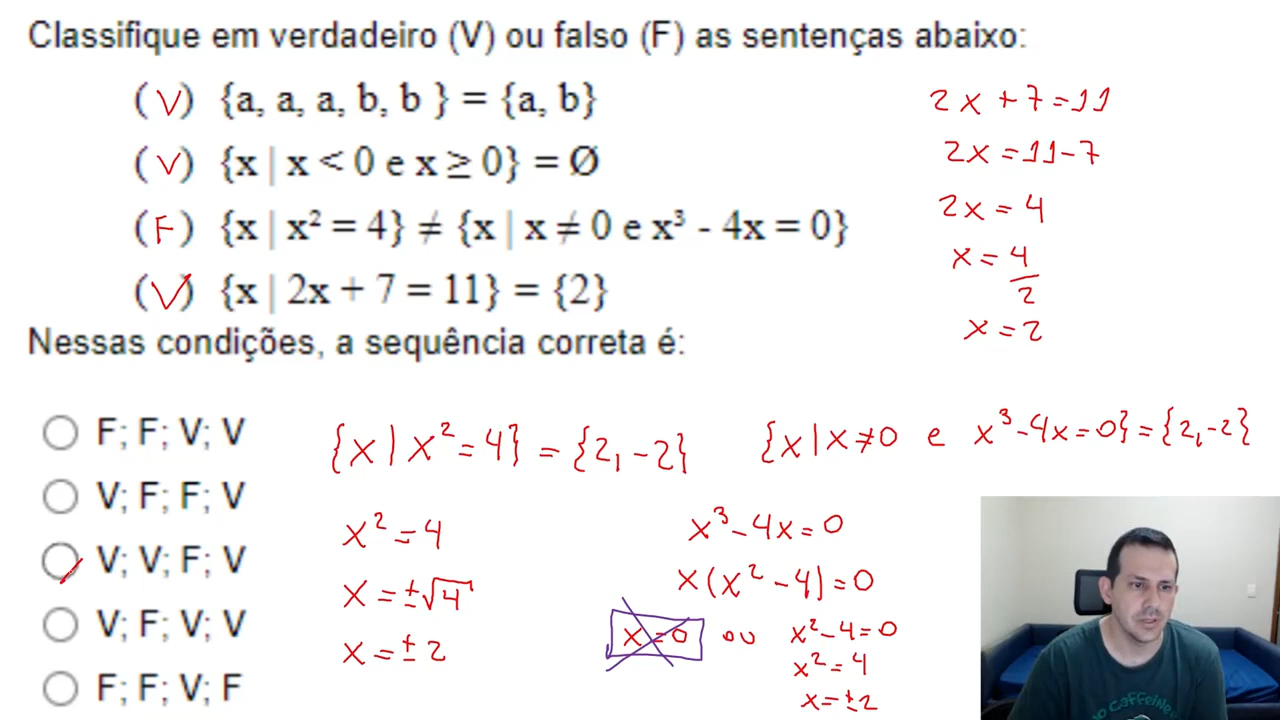 Classifique em verdadeiro (V) ou falso (F) as sentenças abaixo:
(V) {a, a, a, b, b } = {a, b}
(V) {x | x < 0 e x ≥ 0} = Ø
(F) {x | x² = 4} ≠ {x | x ≠ 0 e x³ - 4x = 0}
(V) {x | 2x + 7 = 11} = {2}
Nessas condições, a sequência correta é:
F; F; V; V
V; F; F; V
V; V; F; V
V; F; V; V
F; F; V; F
2x + 7 = 11
2x = 11 - 7
2x = 4
x = 4/2
x = 2
{x | x² = 4} = {2, -2}
x² = 4
x = ±√4
x = ± 2
{x | x ≠ 0 e x³ - 4x = 0} = {2, -2}
x³ - 4x = 0
x (x² - 4) = 0
x = 0 ou x² - 4 = 0
x² = 4
x = ±2
CAFFEINE